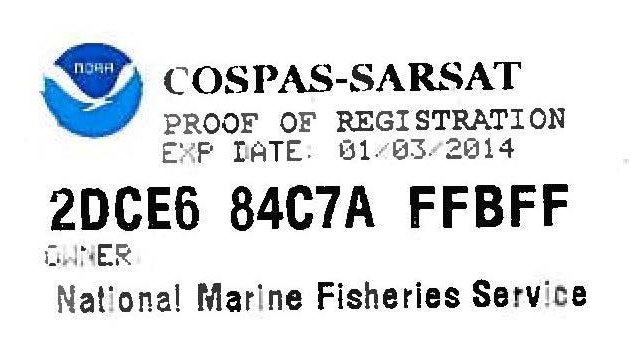 NOAA
COSPAS-SARSAT
PROOF OF REGISTRATION
EXP DATE: 01/03/2014
2DCE6 84C7A FFBFF
OWNER
National Marine Fisheries Service